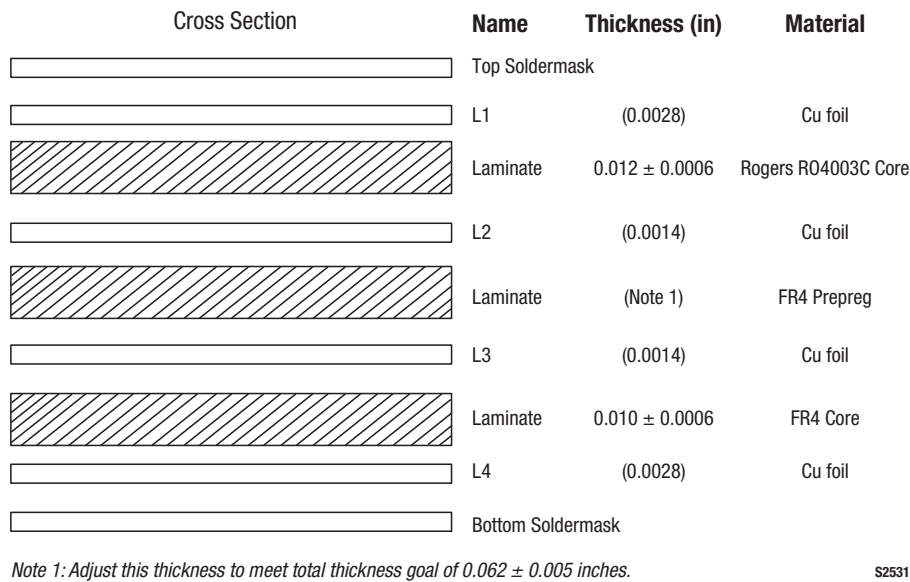 Cross Section Name Thickness (in) Material
Top Soldermask
L1 (0.0028) Cu foil
Laminate 0.012 ± 0.0006 Rogers RO4003C Core
L2 (0.0014) Cu foil
Laminate (Note 1) FR4 Prepreg
L3 (0.0014) Cu foil
Laminate 0.010 ± 0.0006 FR4 Core
L4 (0.0028) Cu foil
Bottom Soldermask
Note 1: Adjust this thickness to meet total thickness goal of 0.062 ± 0.005 inches. S2531